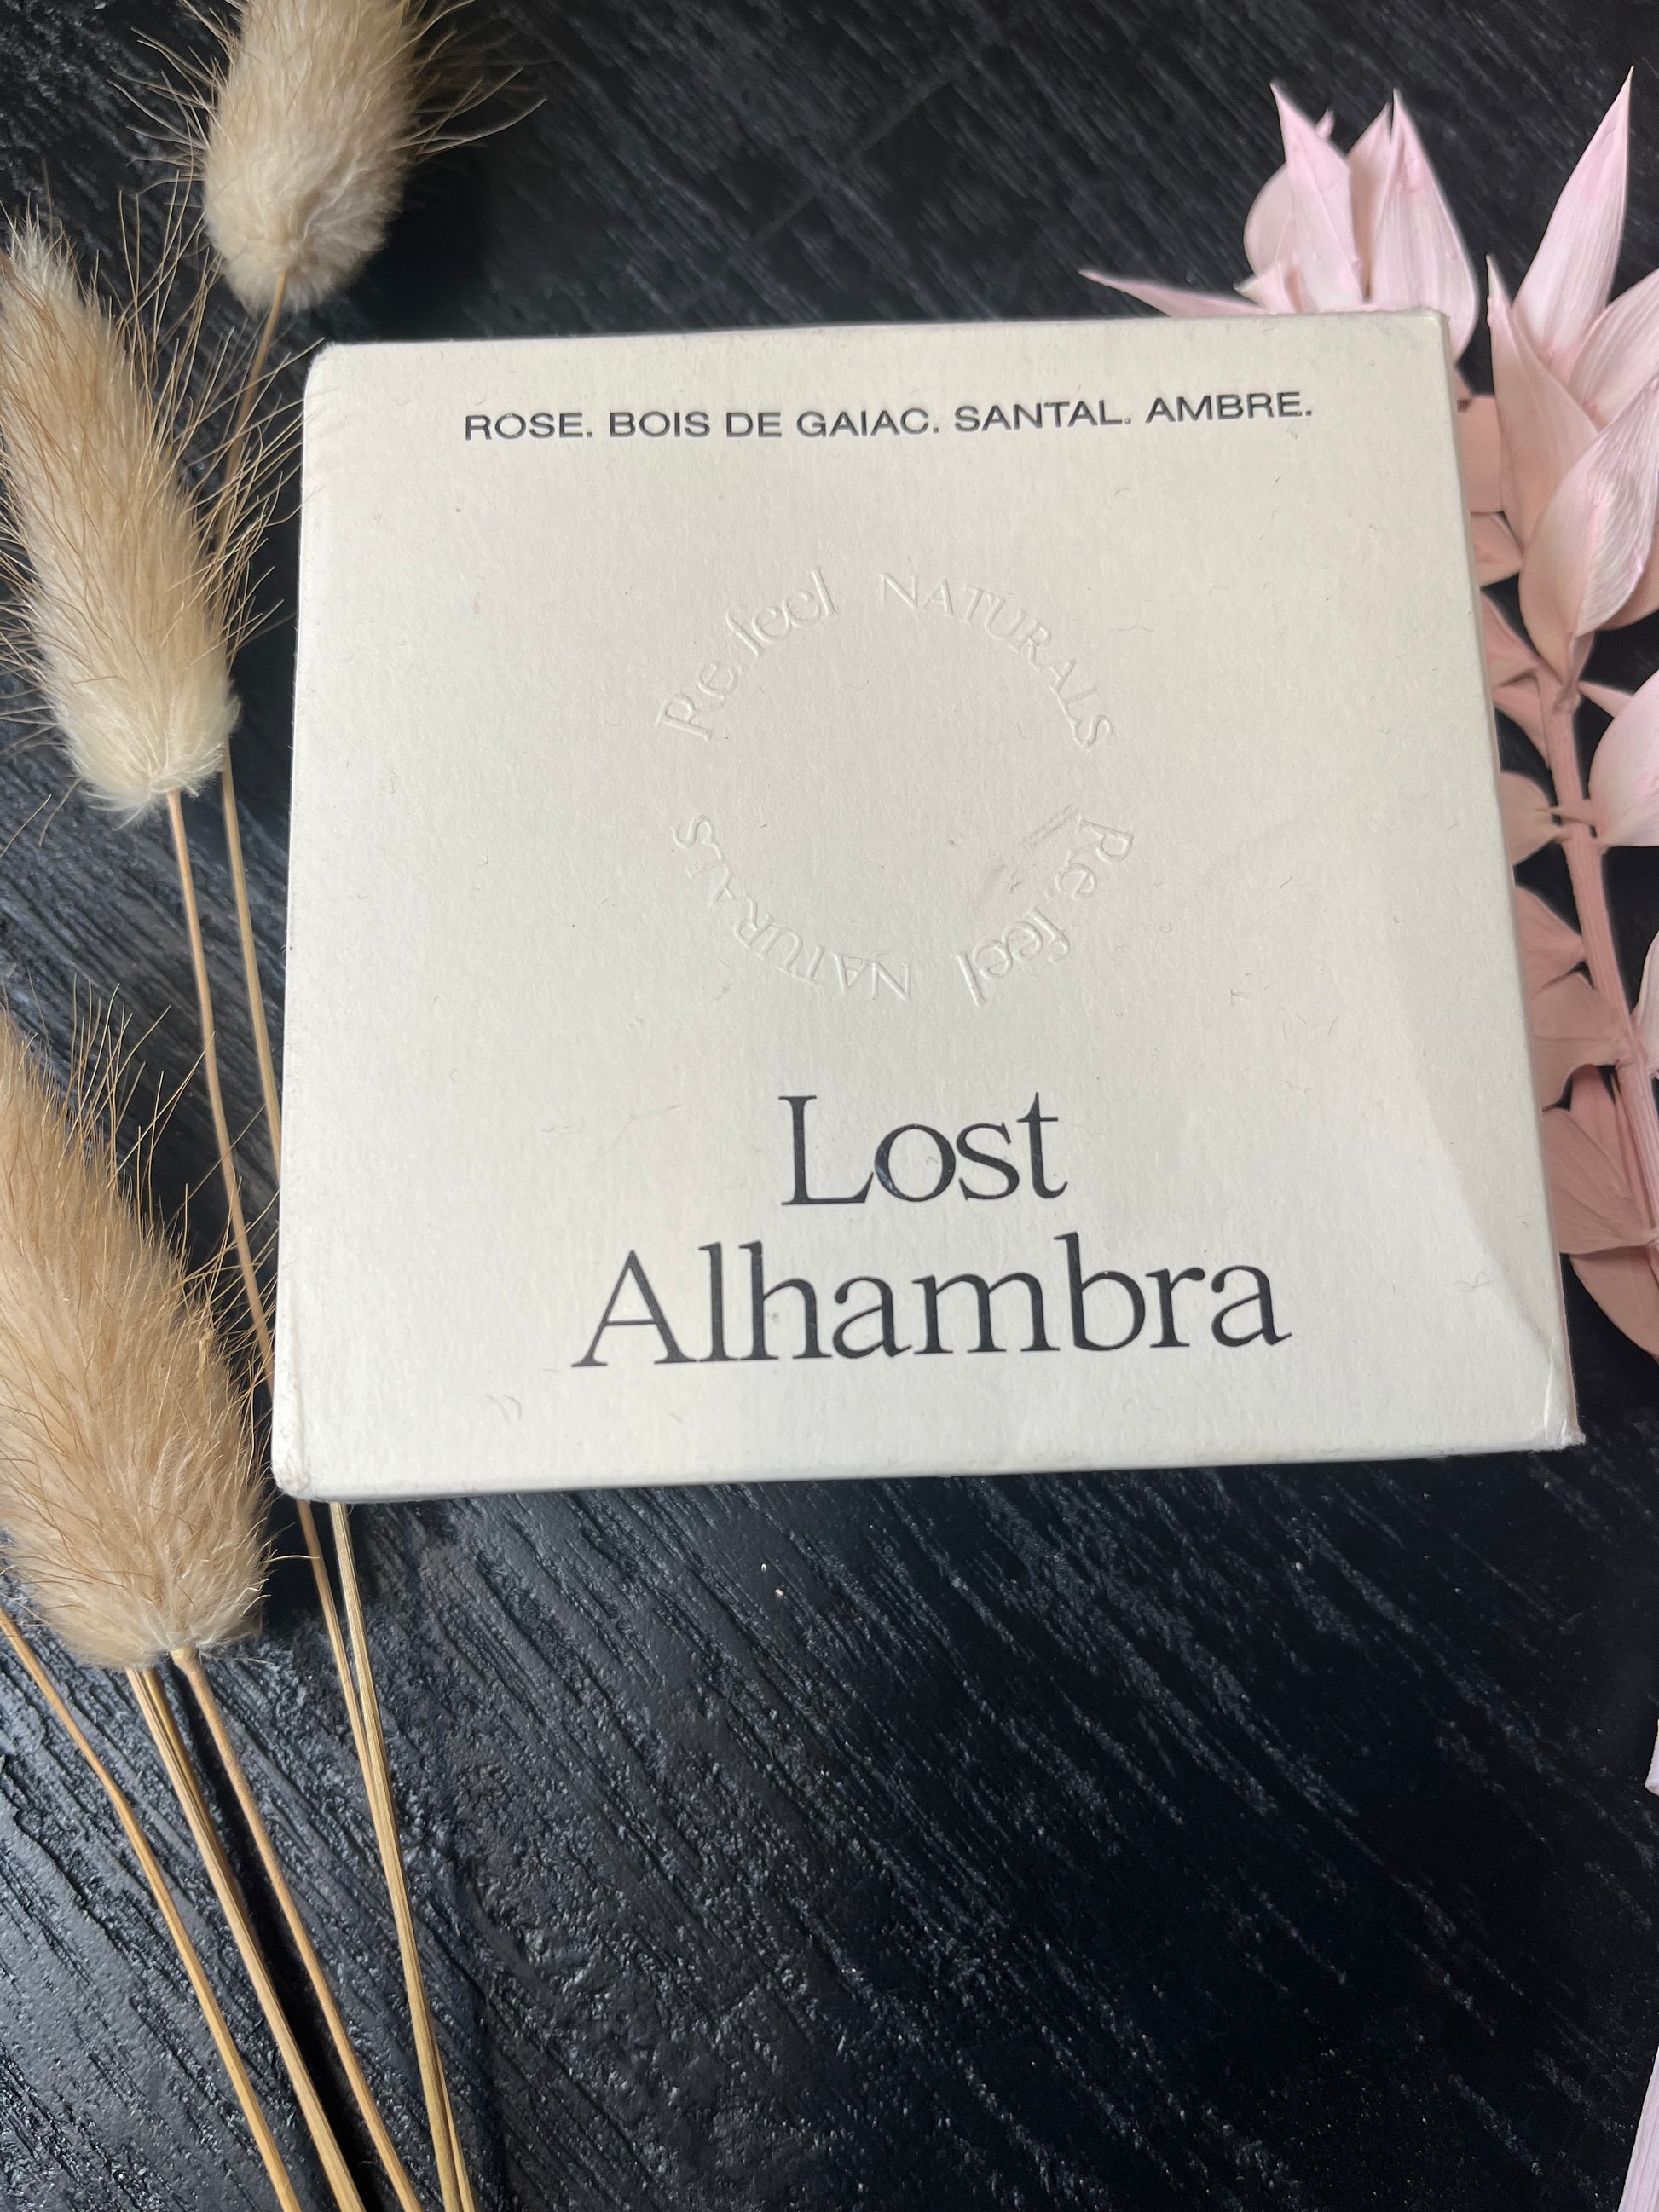 ROSE. BOIS DE GAIAC. SANTAL. AMBRE.
Re.feel NATURALS Re.feel NATURALS
Lost
Alhambra